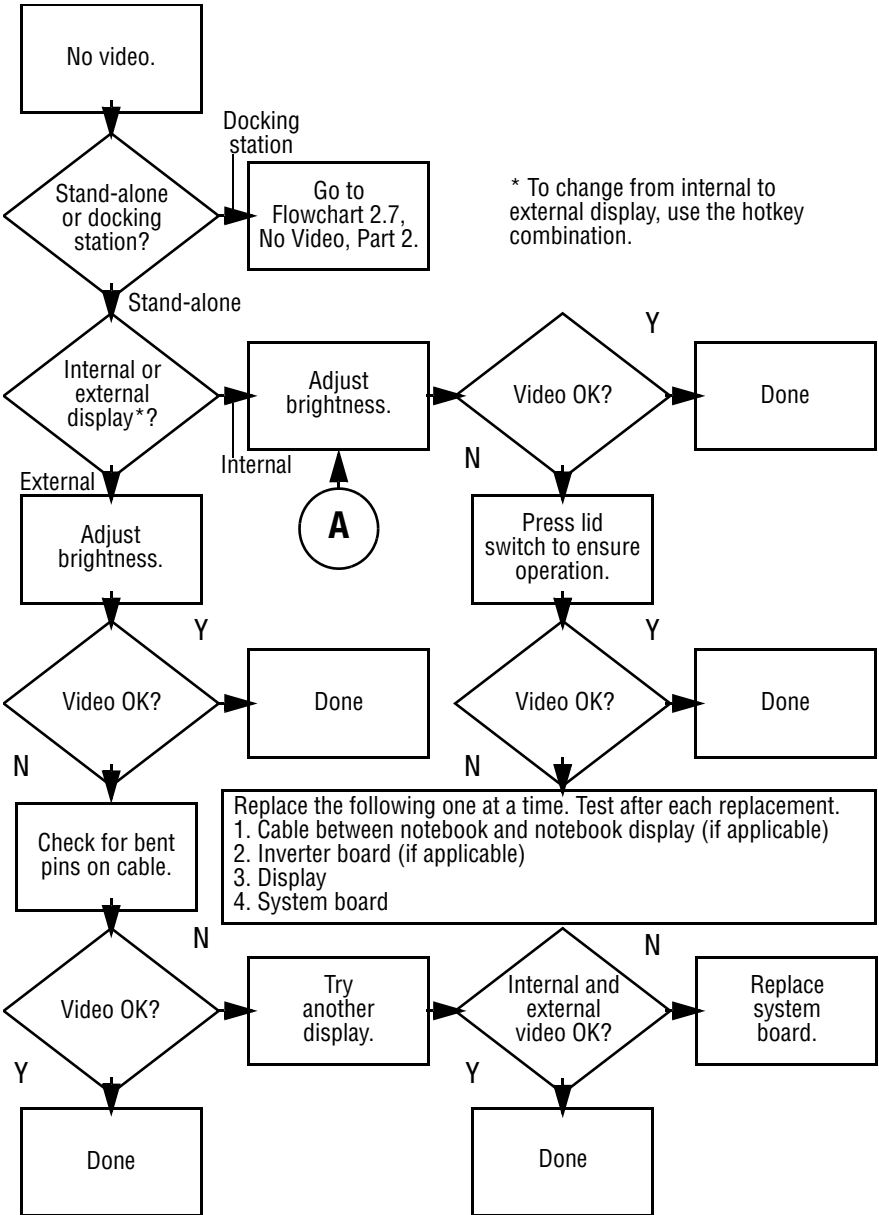 No video.
Docking
station
Stand-alone
or docking
station?
Go to
Flowchart 2.7,
No Video, Part 2.
* To change from internal to
external display, use the hotkey
combination.
Stand-alone
Internal or
external
display*?
Internal
Adjust
brightness.
Video OK?
Y
Done
N
A
External
Adjust
brightness.
Press lid
switch to ensure
operation.
Y
Video OK?
Done
N
Y
Video OK?
Done
N
Check for bent
pins on cable.
Replace the following one at a time. Test after each replacement.
1. Cable between notebook and notebook display (if applicable)
2. Inverter board (if applicable)
3. Display
4. System board
N
Video OK?
Y
Try
another
display.
Internal and
external
video OK?
N
Replace
system
board.
Y
Done
Done